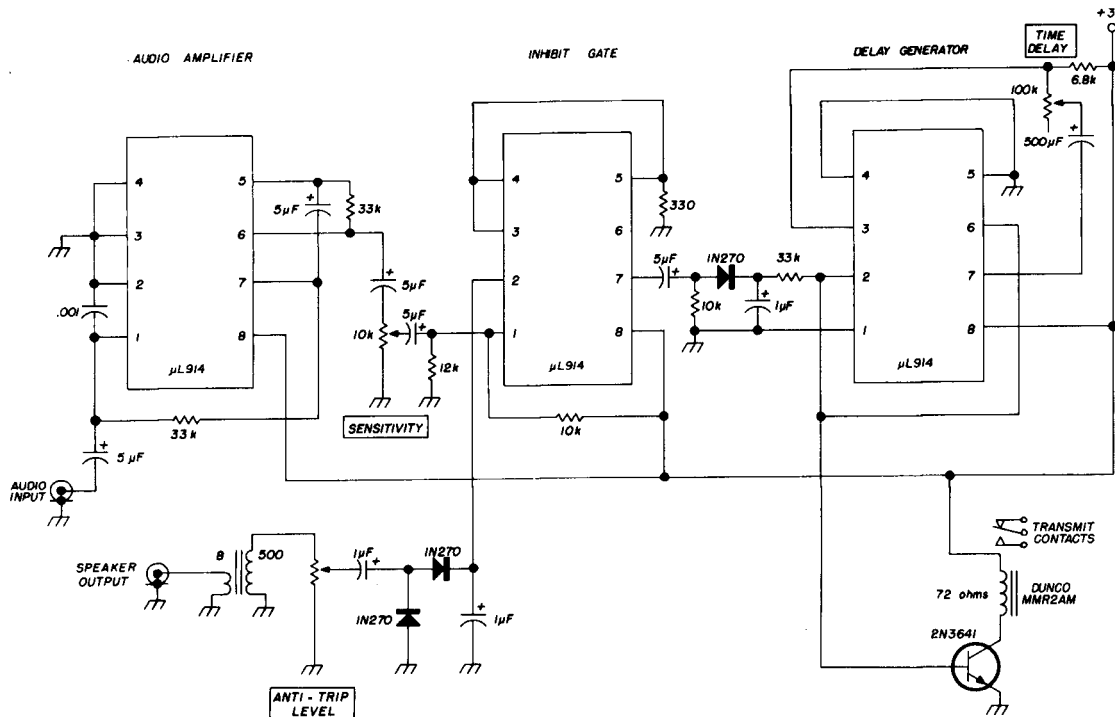 AUDIO AMPLIFIER
INHIBIT GATE
DELAY GENERATOR
TIME
DELAY
+3
6.8k
100k
500µF
4
3
2
1
5
6
7
8
µL914
5µF
33k
5µF
.001
33k
5 µF
AUDIO
INPUT
10k
5µF
12k
SENSITIVITY
4
3
2
1
5
6
7
8
µL914
330
10k
5µF
1N270
33k
10k
1µF
4
3
2
1
5
6
7
8
µL914
SPEAKER
OUTPUT
8
500
1µF
1N270
1N270
1µF
ANTI - TRIP
LEVEL
TRANSMIT
CONTACTS
72 ohms
DUNCO
MMR2AM
2N3641